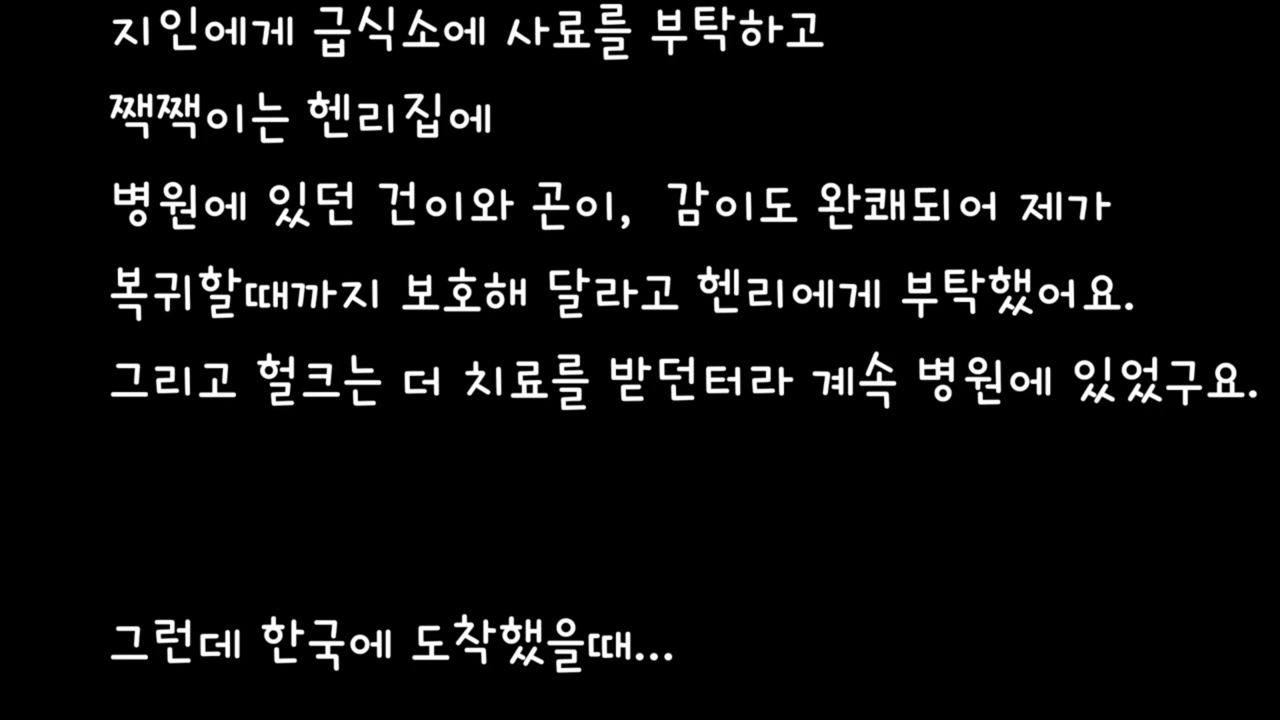 지인에게 급식소에 사료를 부탁하고
짹짹이는 헨리집에
병원에 있던 건이와 곤이, 감이도 완쾌되어 제가
복귀할때까지 보호해 달라고 헨리에게 부탁했어요.
그리고 헐크는 더 치료를 받던터라 계속 병원에 있었구요.
그런데 한국에 도착했을때...